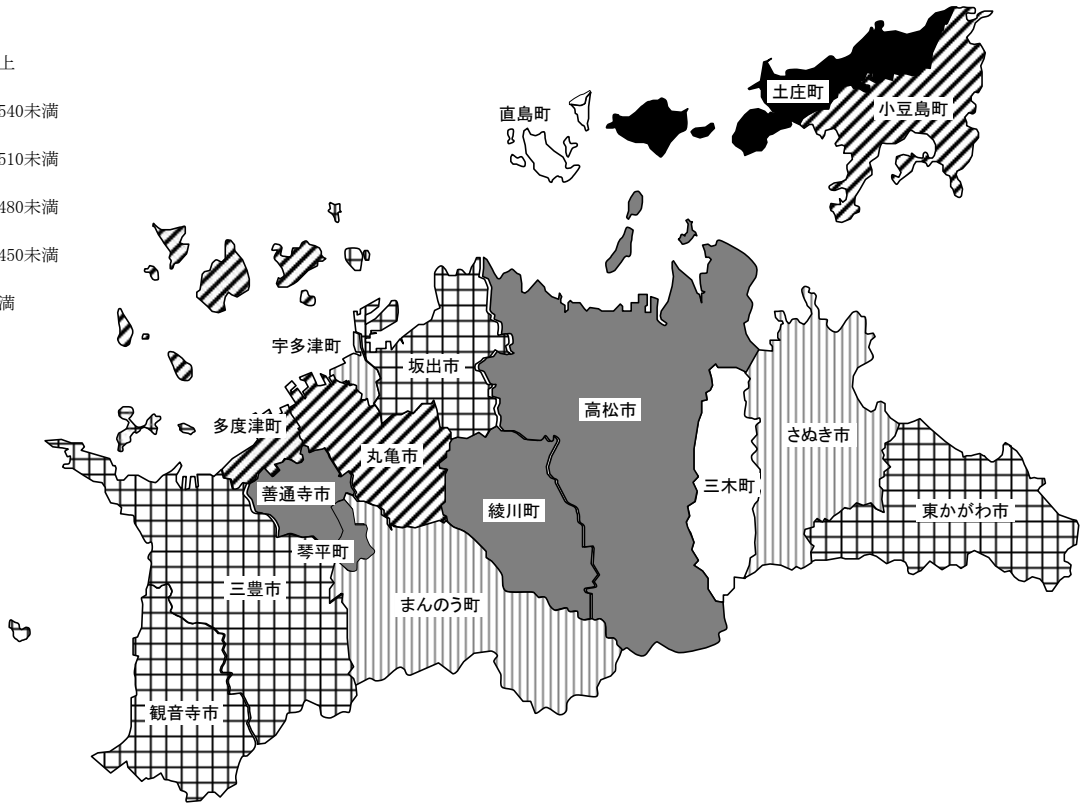 上
540未満
510未満
480未満
450未満
満
直島町
土庄町
小豆島町
宇多津町
坂出市
高松市
多度津町
丸亀市
さぬき市
善通寺市
三木町
綾川町
東かがわ市
琴平町
三豊市
まんのう町
観音寺市